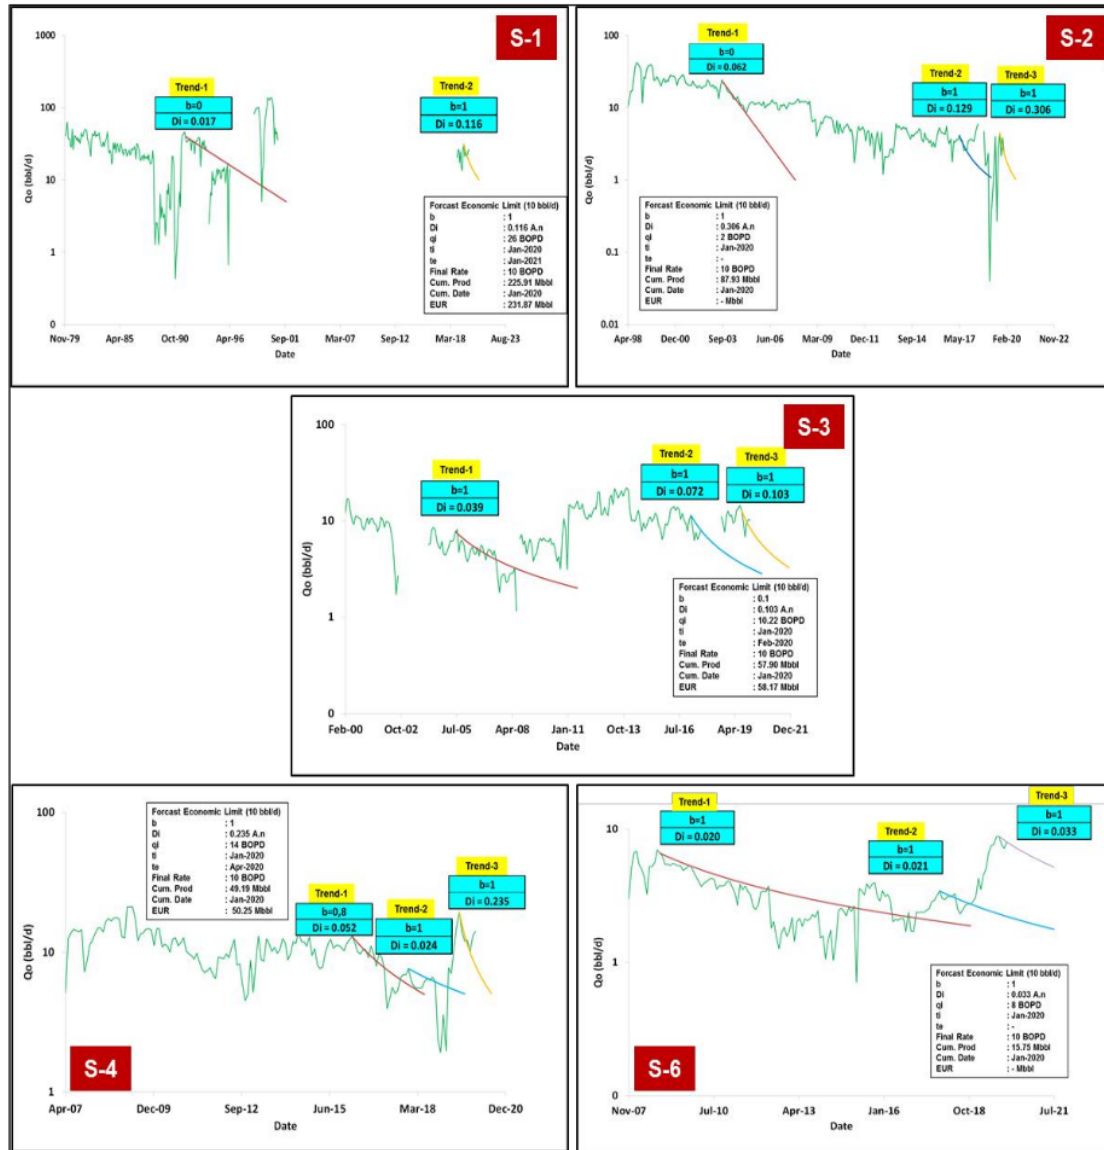 S-1
Qo (bbl/d)
1000
100
10
1
0
Trend-1
b=0
Di = 0.017
Trend-2
b=1
Di = 0.116
Forcast Economic Limit (10 bbl/d)
b : 1
Di : 0.116 A.n
qi : 26 BOPD
ti : Jan-2020
te : Jan-2021
Final Rate : 10 BOPD
Cum. Prod : 225.91 Mbbl
Cum. Date : Jan-2020
EUR : 231.87 Mbbl
Nov-79 Apr-85 Oct-90 Apr-96 Sep-01 Mar-07 Sep-12 Mar-18 Aug-23
Date
S-2
Qo (bbl/d)
100
10
1
0.1
0.01
Trend-1
b=0
Di = 0.062
Trend-2
b=1
Di = 0.129
Trend-3
b=1
Di = 0.306
Forcast Economic Limit (10 bbl/d)
b : 1
Di : 0.306 A.n
qi : 2 BOPD
ti : Jan-2020
te : -
Final Rate : 10 BOPD
Cum. Prod : 87.93 Mbbl
Cum. Date : Jan-2020
EUR : - Mbbl
Apr-98 Dec-00 Sep-03 Jun-06 Mar-09 Dec-11 Sep-14 May-17 Feb-20 Nov-22
Date
S-3
Qo (bbl/d)
100
10
1
0
Trend-1
b=1
Di = 0.039
Trend-2
b=1
Di = 0.072
Trend-3
b=1
Di = 0.103
Forcast Economic Limit (10 bbl/d)
b : 0.1
Di : 0.103 A.n
qi : 10.22 BOPD
ti : Jan-2020
te : Feb-2020
Final Rate : 10 BOPD
Cum. Prod : 57.90 Mbbl
Cum. Date : Jan-2020
EUR : 58.17 Mbbl
Feb-00 Oct-02 Jul-05 Apr-08 Jan-11 Oct-13 Jul-16 Apr-19 Dec-21
Date
S-4
Qo (bbl/d)
100
10
1
Forcast Economic Limit (10 bbl/d)
b : 1
Di : 0.235 A.n
qi : 14 BOPD
ti : Jan-2020
te : Apr-2020
Final Rate : 10 BOPD
Cum. Prod : 49.19 Mbbl
Cum. Date : Jan-2020
EUR : 50.25 Mbbl
Trend-1
b=0,8
Di = 0.052
Trend-2
b=1
Di = 0.024
Trend-3
b=1
Di = 0.235
Apr-07 Dec-09 Sep-12 Jun-15 Mar-18 Dec-20
Date
S-6
Qo (bbl/d)
10
1
0
Trend-1
b=1
Di = 0.020
Trend-2
b=1
Di = 0.021
Trend-3
b=1
Di = 0.033
Forcast Economic Limit (10 bbl/d)
b : 1
Di : 0.033 A.n
qi : 8 BOPD
ti : Jan-2020
te : -
Final Rate : 10 BOPD
Cum. Prod : 15.75 Mbbl
Cum. Date : Jan-2020
EUR : - Mbbl
Nov-07 Jul-10 Apr-13 Jan-16 Oct-18 Jul-21
Date